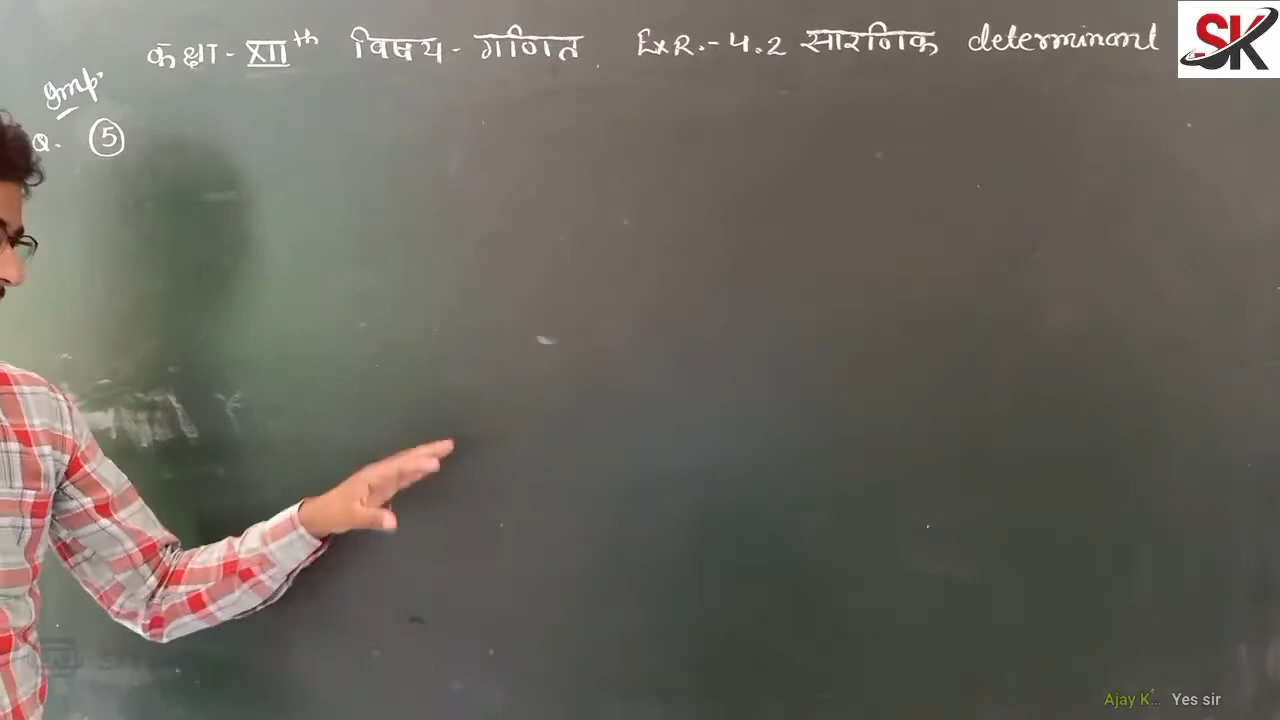 कक्षा - XIIth विषय - गणित Exr. - 4.2 सारणिक determinant
SK
Imp.
Q. 5
Ajay K... Yes sir